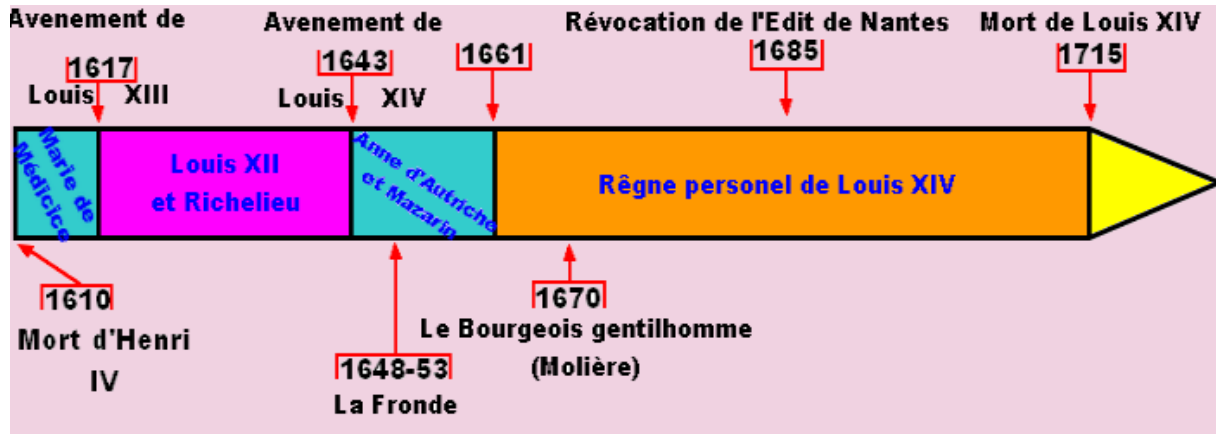 Avenement de
1617
Louis XIII
Avenement de
1643
Louis XIV
1661
Révocation de l'Edit de Nantes
1685
Mort de Louis XIV
1715
Marie de
Médicice
Louis XII
et Richelieu
Anne d'Autriche
et Mazarin
Rêgne personel de Louis XIV
1610
Mort d'Henri
IV
1648-53
La Fronde
1670
Le Bourgeois gentilhomme
(Molière)